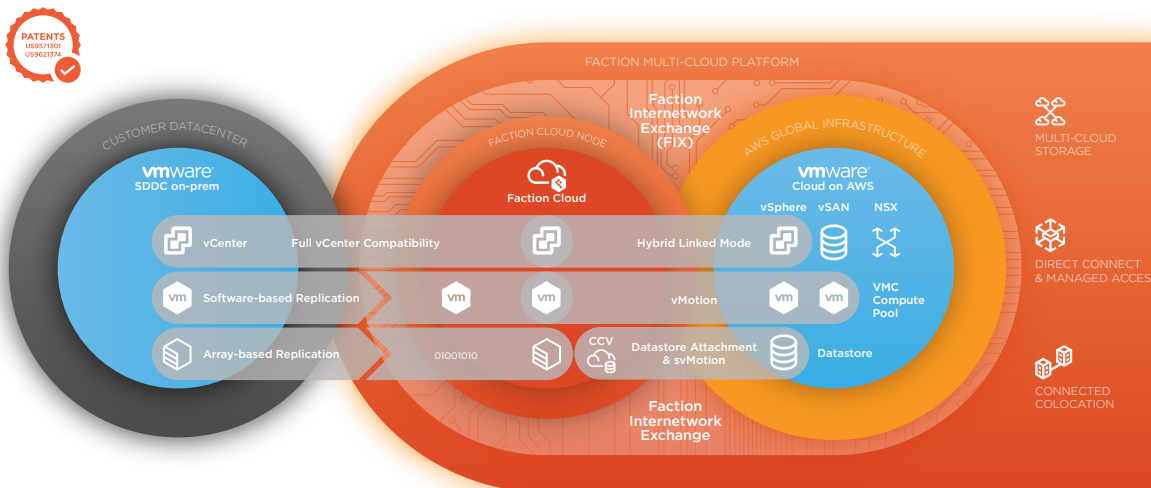 PATENTS
US9571301
US9621374
FACTION MULTI-CLOUD PLATFORM
CUSTOMER DATACENTER
vmware®
SDDC on-prem
FACTION CLOUD NODE
Faction Cloud
Faction
Internetwork
Exchange
(FIX)
AWS GLOBAL INFRASTRUCTURE
vmware®
Cloud on AWS
vSphere vSAN NSX
vCenter
Full vCenter Compatibility
Hybrid Linked Mode
vm
Software-based Replication
vm
vm
vMotion
vm
vm
VMC
Compute
Pool
Array-based Replication
01001010
CCV
Datastore Attachment
& svMotion
Datastore
Faction
Internetwork
Exchange
MULTI-CLOUD
STORAGE
DIRECT CONNECT
& MANAGED ACCES
CONNECTED
COLOCATION